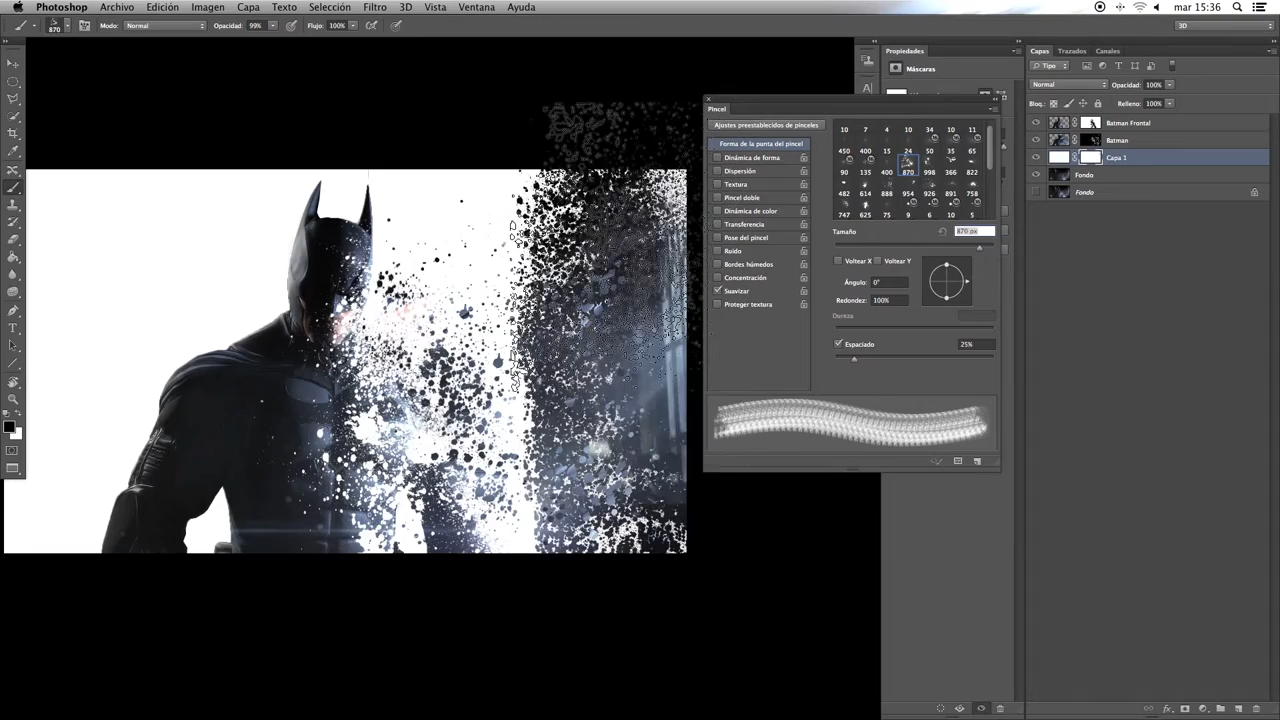 Photoshop Archivo Edición Imagen Capa Texto Selección Filtro 3D Vista Ventana Ayuda mar 15:36
870 Modo: Normal Opacidad: 99% Flujo: 100% 3D
Propiedades
Máscaras
Pincel
Ajustes preestablecidos de pinceles
Forma de la punta del pincel
Dinámica de forma
Dispersión
Textura
Pincel doble
Dinámica de color
Transferencia
Pose del pincel
Ruido
Bordes húmedos
Concentración
Suavizar
Proteger textura
10 7 4 10 34 10 11
450 400 15 24 50 35 65
90 135 400 870 998 366 822
482 614 888 954 926 891 758
747 625 75 9 6 10 5
Tamaño
870 px
Voltear X Voltear Y
Ángulo: 0°
Redondez: 100%
Dureza
Espaciado 25%
Capas Trazados Canales
Tipo
Normal Opacidad: 100%
Bloq.: Relleno: 100%
Batman Frontal
Batman
Capa 1
Fondo
Fondo
fx